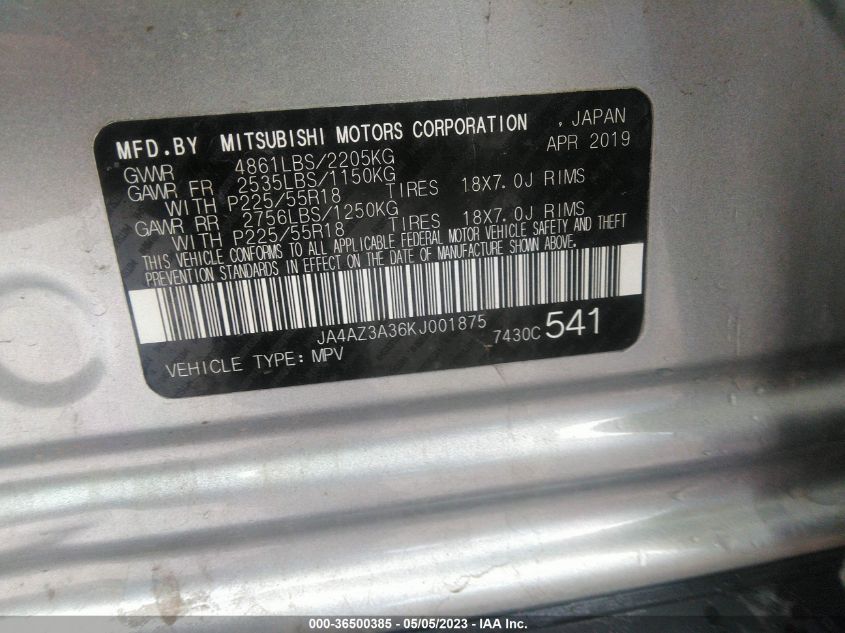 MFD.BY MITSUBISHI MOTORS CORPORATION , JAPAN
APR 2019
GVWR 4861LBS/2205KG
GAWR FR 2535LBS/1150KG
WITH P225/55R18 TIRES 18X7.0J RIMS
GAWR RR 2756LBS/1250KG
WITH P225/55R18 TIRES 18X7.0J RIMS
THIS VEHICLE CONFORMS TO ALL APPLICABLE FEDERAL MOTOR VEHICLE SAFETY AND THEFT
PREVENTION STANDARDS IN EFFECT ON THE DATE OF MANUFACTURE SHOWN ABOVE.
JA4AZ3A36KJ001875
7430C 541
VEHICLE TYPE: MPV
000-36500385 - 05/05/2023 - IAA Inc.